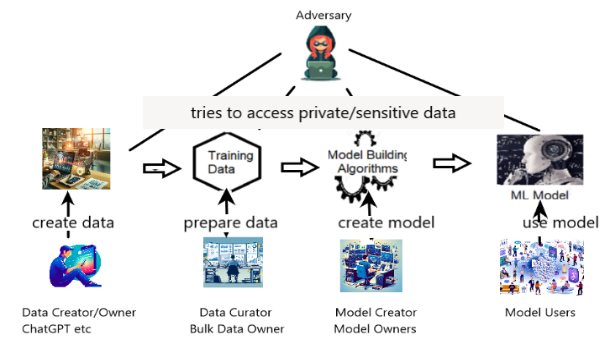 Adversary
tries to access private/sensitive data
Training
Data
Model Building
Algorithms
ML Model
create data
prepare data
create model
use model
Data Creator/Owner
ChatGPT etc
Data Curator
Bulk Data Owner
Model Creator
Model Owners
Model Users